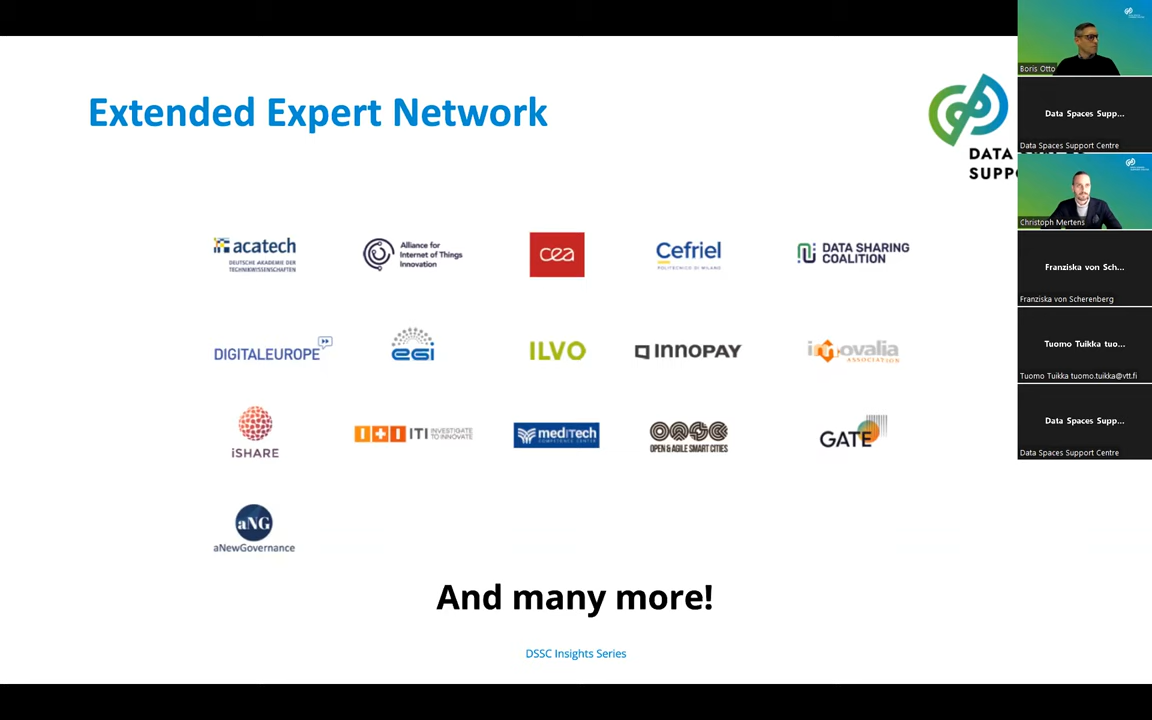 Extended Expert Network
DATA
SUPP
acatech
DEUTSCHE AKADEMIE DER
TECHNIKWISSENSCHAFTEN
Alliance for
Internet of Things
Innovation
cea
Cefriel
POLITECNICO DI MILANO
DATA SHARING
COALITION
DIGITALEUROPE
eGi
ILVO
INNOPAY
innovalia
ASSOCIATION
iSHARE
ITI INVESTIGATE
TO INNOVATE
mediTech
COMPETENCE CENTER
OASC
OPEN & AGILE SMART CITIES
GATE
aNG
aNewGovernance
And many more!
DSSC Insights Series
Boris Otto
Data Spaces Supp...
Data Spaces Support Centre
Christoph Mertens
Franziska von Sch...
Franziska von Scherenberg
Tuomo Tuikka tuo...
Tuomo Tuikka tuomo.tuikka@vtt.fi
Data Spaces Supp...
Data Spaces Support Centre